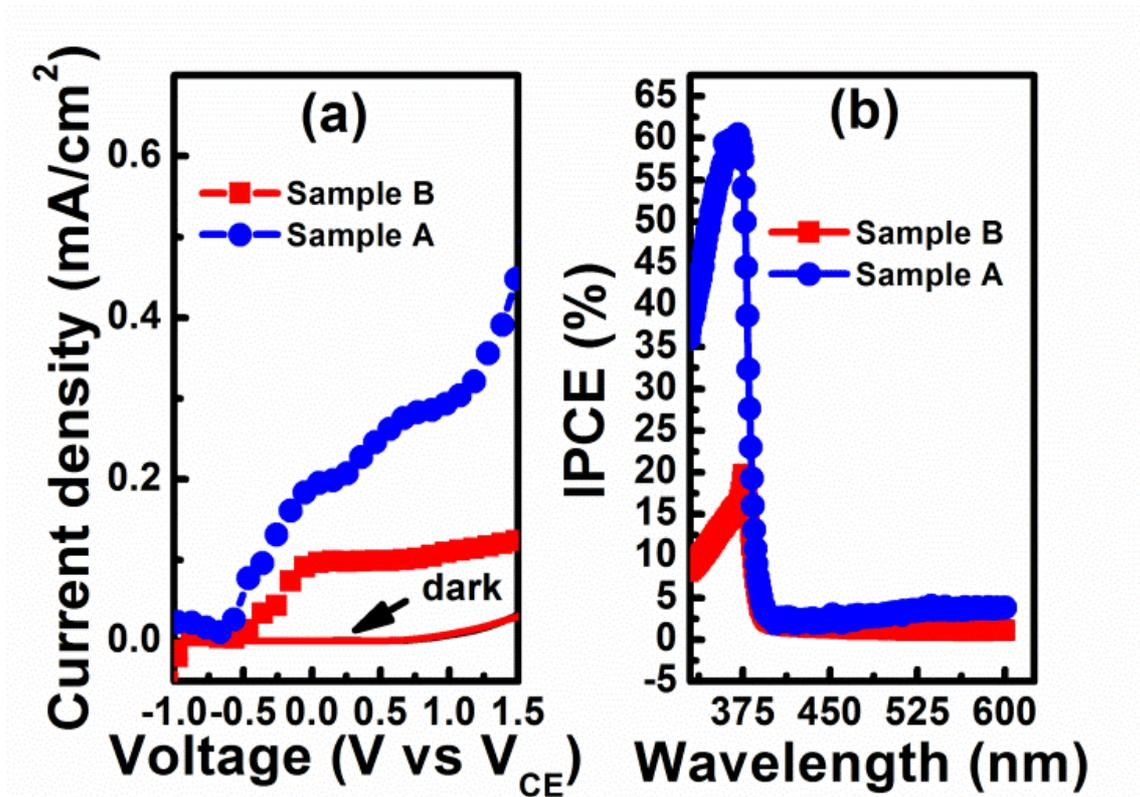 (a)
Current density (mA/cm²)
0.6
0.4
0.2
0.0
Sample B
Sample A
dark
-1.0 -0.5 0.0 0.5 1.0 1.5
Voltage (V vs V_CE)
(b)
IPCE (%)
65
60
55
50
45
40
35
30
25
20
15
10
5
0
-5
Sample B
Sample A
375 450 525 600
Wavelength (nm)